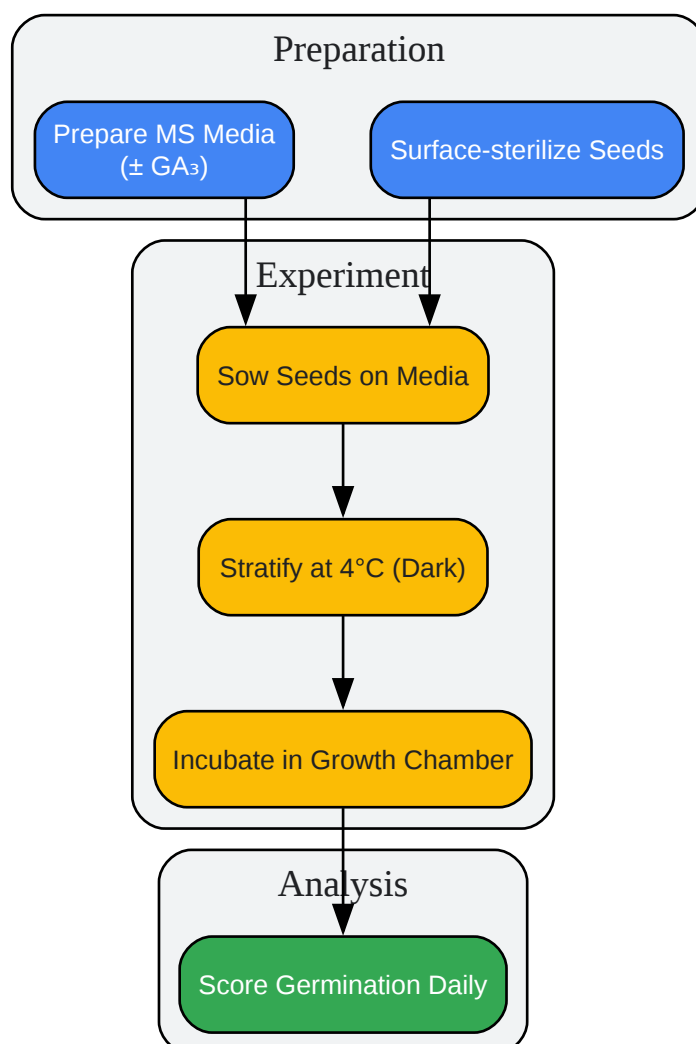 Preparation
Prepare MS Media
(± GA₃)
Surface-sterilize Seeds
Experiment
Sow Seeds on Media
Stratify at 4°C (Dark)
Incubate in Growth Chamber
Analysis
Score Germination Daily